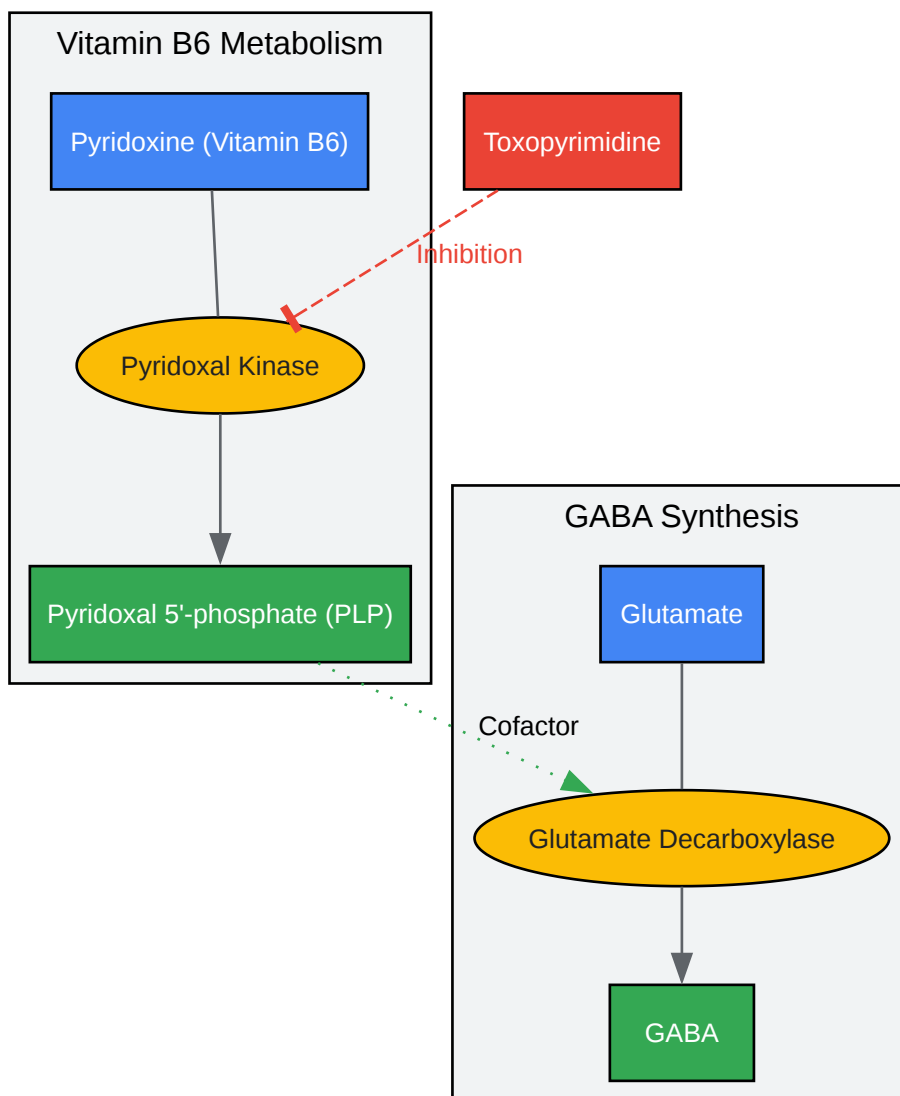 Vitamin B6 Metabolism
Pyridoxine (Vitamin B6)
Toxopyrimidine
Inhibition
Pyridoxal Kinase
Pyridoxal 5'-phosphate (PLP)
GABA Synthesis
Glutamate
Cofactor
Glutamate Decarboxylase
GABA